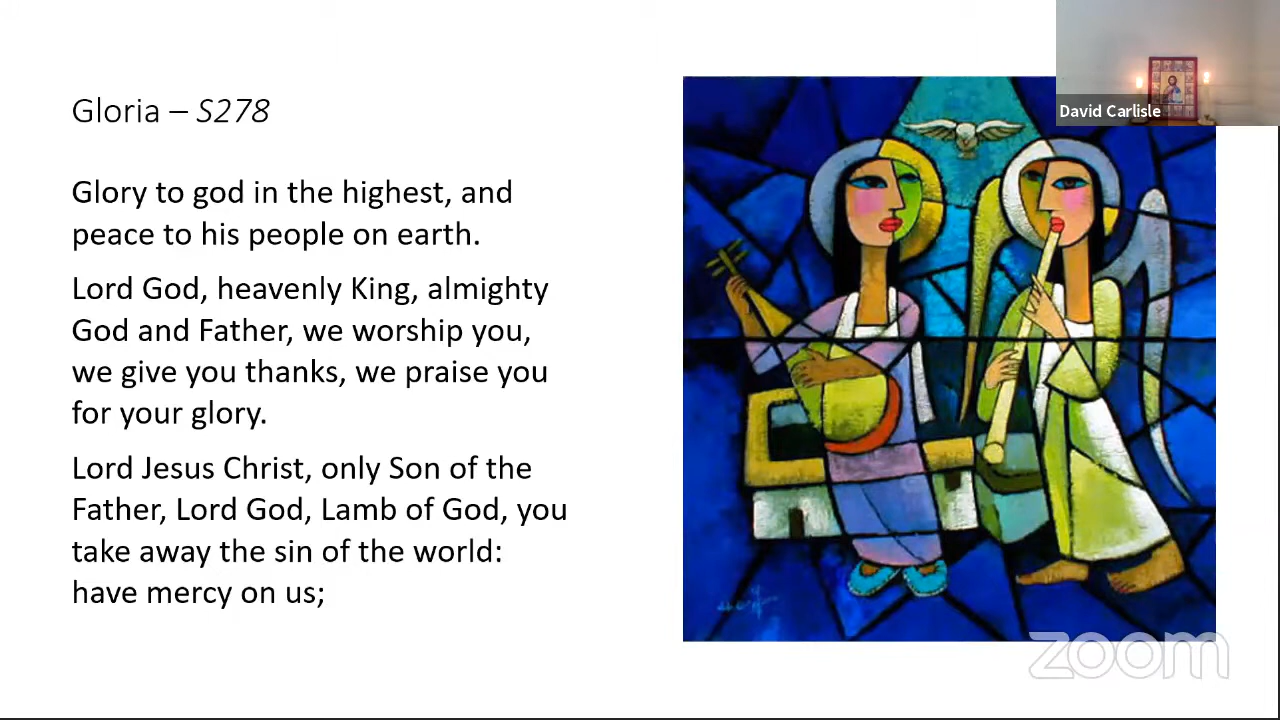 Gloria – S278
Glory to god in the highest, and
peace to his people on earth.
Lord God, heavenly King, almighty
God and Father, we worship you,
we give you thanks, we praise you
for your glory.
Lord Jesus Christ, only Son of the
Father, Lord God, Lamb of God, you
take away the sin of the world:
have mercy on us;
David Carlisle
zoom